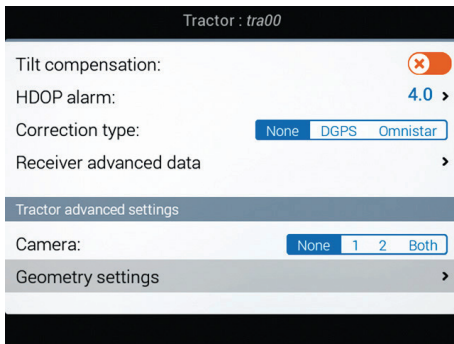 Tractor : tra00
Tilt compensation:
HDOP alarm: 4.0
Correction type: None DGPS Omnistar
Receiver advanced data
Tractor advanced settings
Camera: None 1 2 Both
Geometry settings